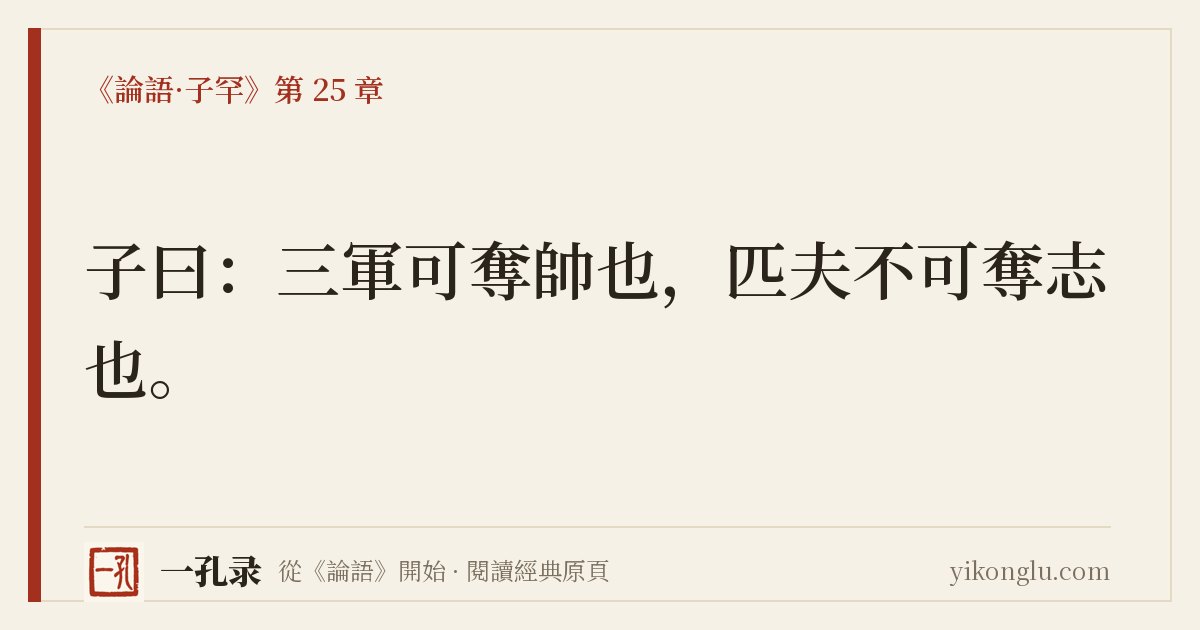 《論語·子罕》第 25 章
子曰：三軍可奪帥也，匹夫不可奪志
也。
一孔
一孔录 從《論語》開始 · 閱讀經典原頁 yikonglu.com